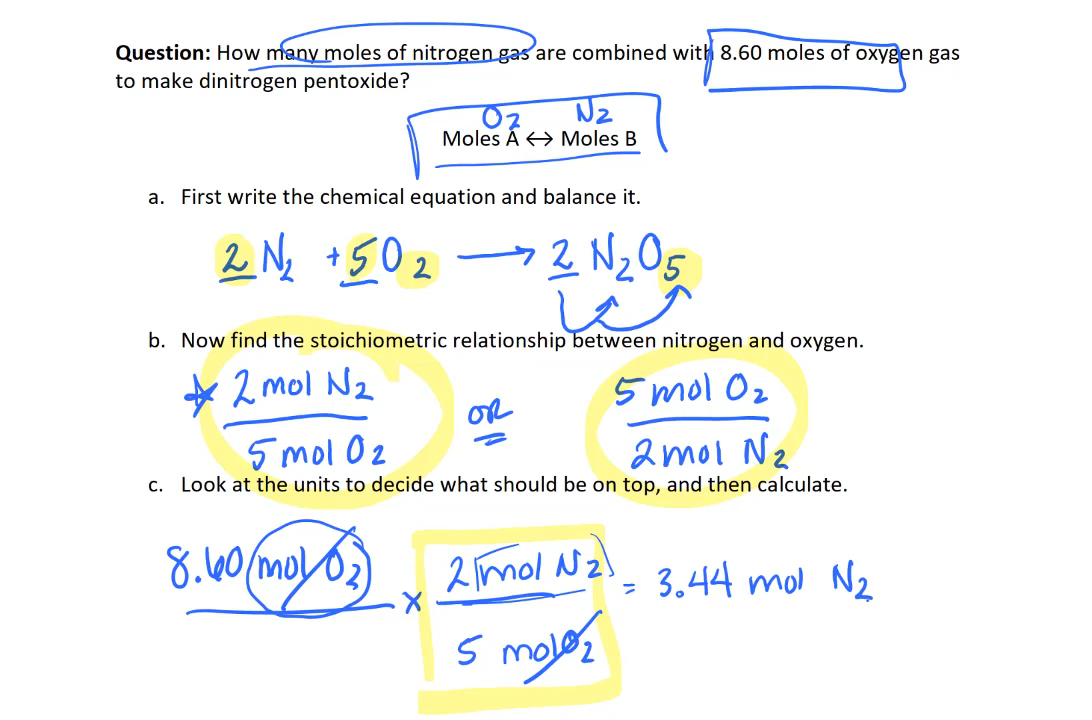 Question: How many moles of nitrogen gas are combined with 8.60 moles of oxygen gas
to make dinitrogen pentoxide?
O2 N2
Moles A ↔ Moles B
a. First write the chemical equation and balance it.
2 N2 + 5 O2 → 2 N2O5
b. Now find the stoichiometric relationship between nitrogen and oxygen.
2 mol N2 5 mol O2
OR
5 mol O2 2 mol N2
c. Look at the units to decide what should be on top, and then calculate.
8.60 mol O2 x 2 mol N2 = 3.44 mol N2
5 mol O2